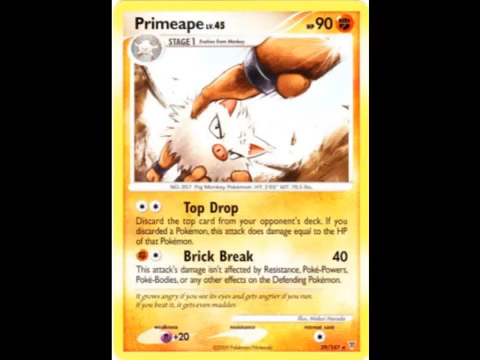 Primeape LV.45 HP 90
STAGE 1 Evolves from Mankey
NO. 057 Pig Monkey Pokémon HT: 3'03" WT: 70.5 lbs.
Top Drop
Discard the top card from your opponent's deck. If you
discarded a Pokémon, this attack does damage equal to the HP
of that Pokémon.
Brick Break 40
This attack's damage isn't affected by Resistance, Poké-Powers,
Poké-Bodies, or any other effects on the Defending Pokémon.
It grows angry if you see its eyes and gets angrier if you run.
If you beat it, it gets even madder.
Illus. Midori Harada
weakness resistance retreat cost
+20
©2009 Pokémon/Nintendo